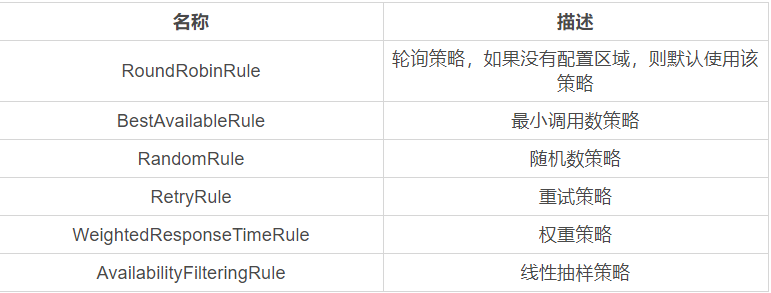 名称 描述
RoundRobinRule 轮询策略，如果没有配置区域，则默认使用该
策略
BestAvailableRule 最小调用数策略
RandomRule 随机数策略
RetryRule 重试策略
WeightedResponseTimeRule 权重策略
AvailabilityFilteringRule 线性抽样策略